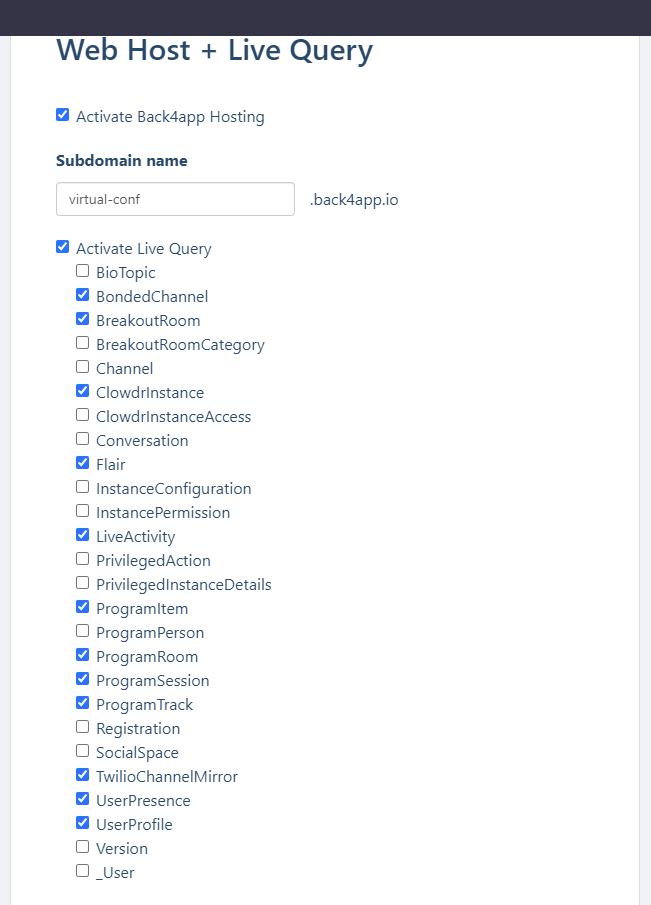 Web Host + Live Query
Activate Back4app Hosting
Subdomain name
virtual-conf .back4app.io
Activate Live Query
BioTopic
BondedChannel
BreakoutRoom
BreakoutRoomCategory
Channel
ClowdrInstance
ClowdrInstanceAccess
Conversation
Flair
InstanceConfiguration
InstancePermission
LiveActivity
PrivilegedAction
PrivilegedInstanceDetails
ProgramItem
ProgramPerson
ProgramRoom
ProgramSession
ProgramTrack
Registration
SocialSpace
TwilioChannelMirror
UserPresence
UserProfile
Version
_User